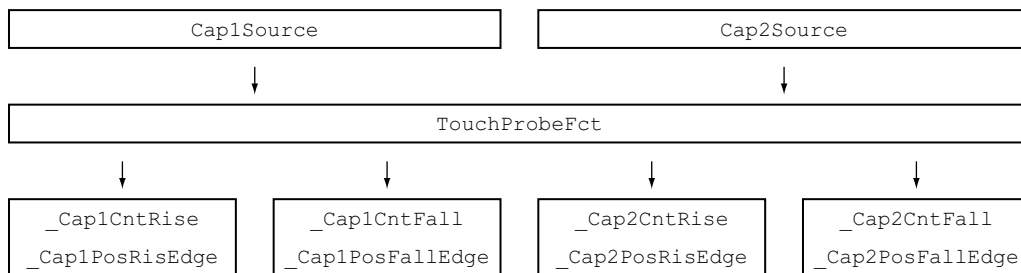 Cap1Source
Cap2Source
TouchProbeFct
_Cap1CntRise
_Cap1PosRisEdge
_Cap1CntFall
_Cap1PosFallEdge
_Cap2CntRise
_Cap2PosRisEdge
_Cap2CntFall
_Cap2PosFallEdge